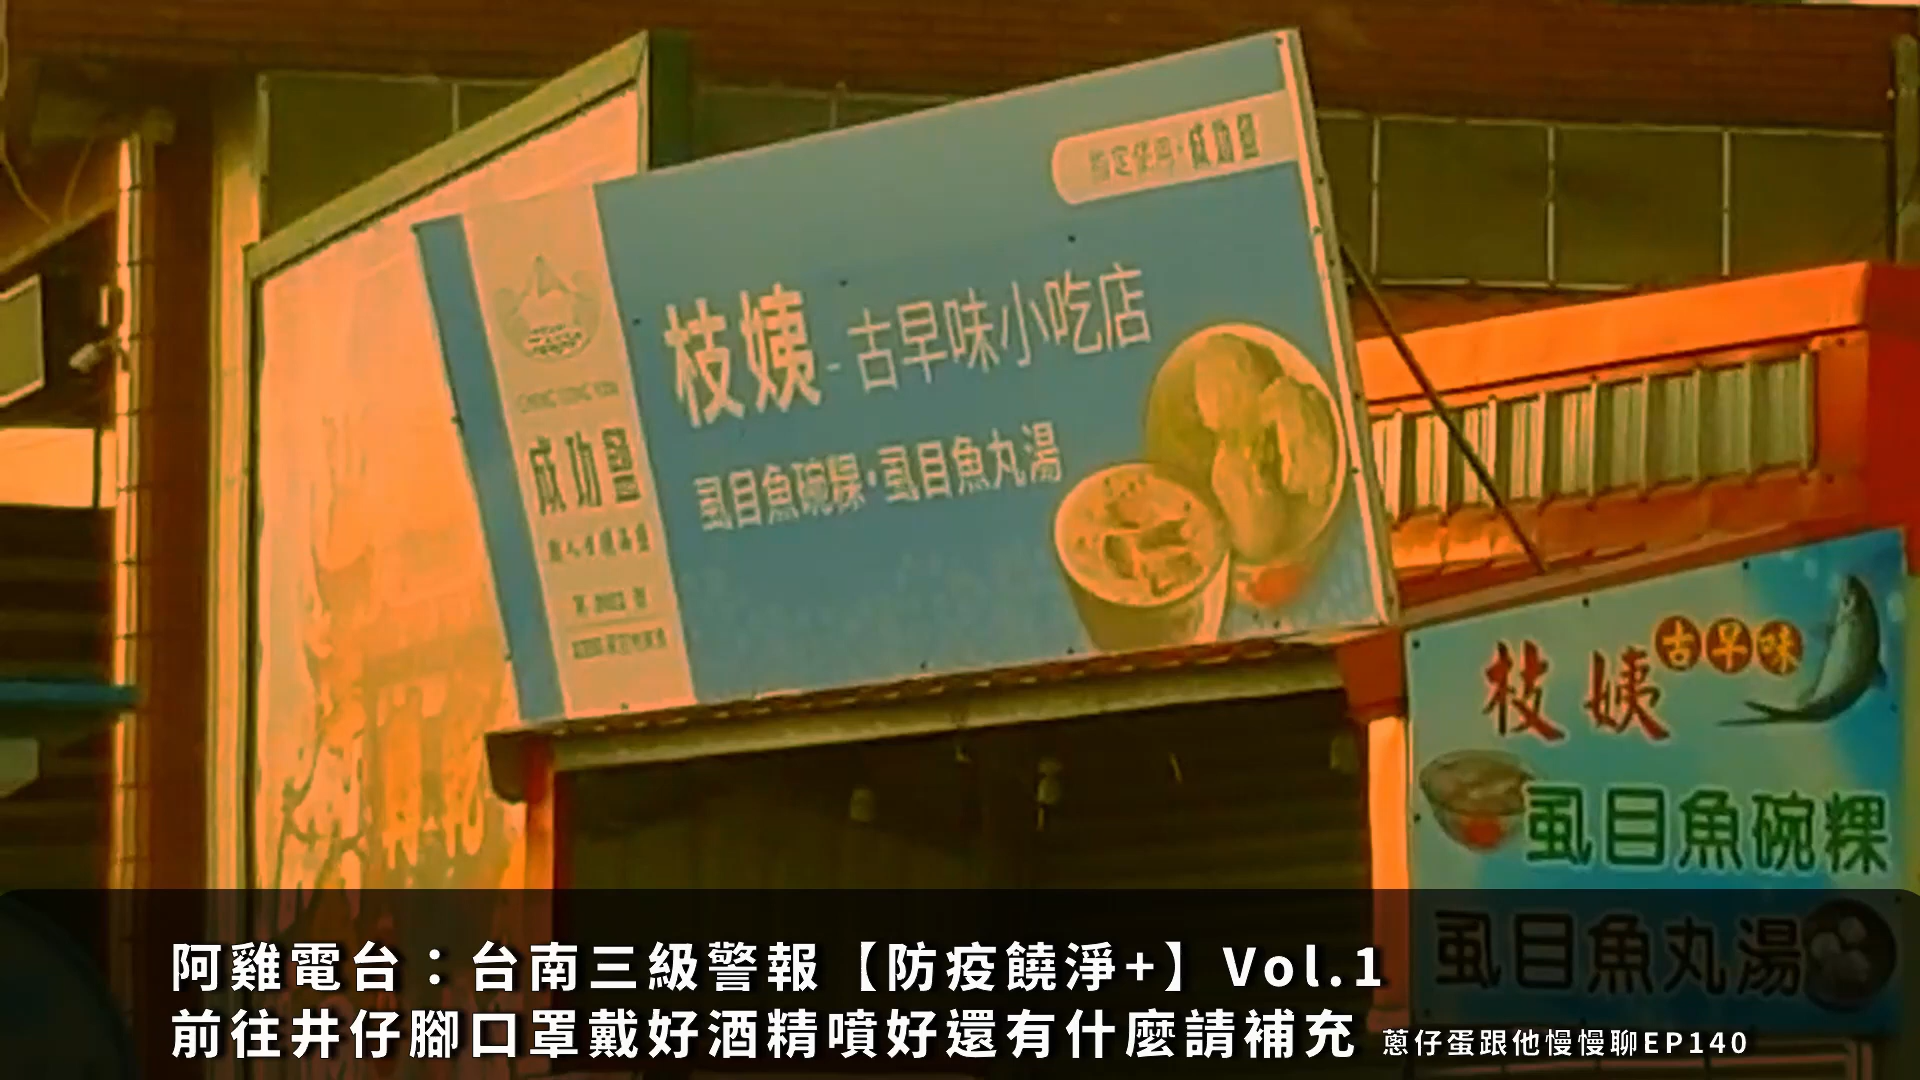 指定使用·成功鹽
枝姨-古早味小吃店
虱目魚碗粿·虱目魚丸湯
成功鹽
枝姨古早味
虱目魚碗粿
虱目魚丸湯
阿雞電台：台南三級警報【防疫饒淨+】Vol.1
前往井仔腳口罩戴好酒精噴好還有什麼請補充 蔥仔蛋跟他慢慢聊EP140